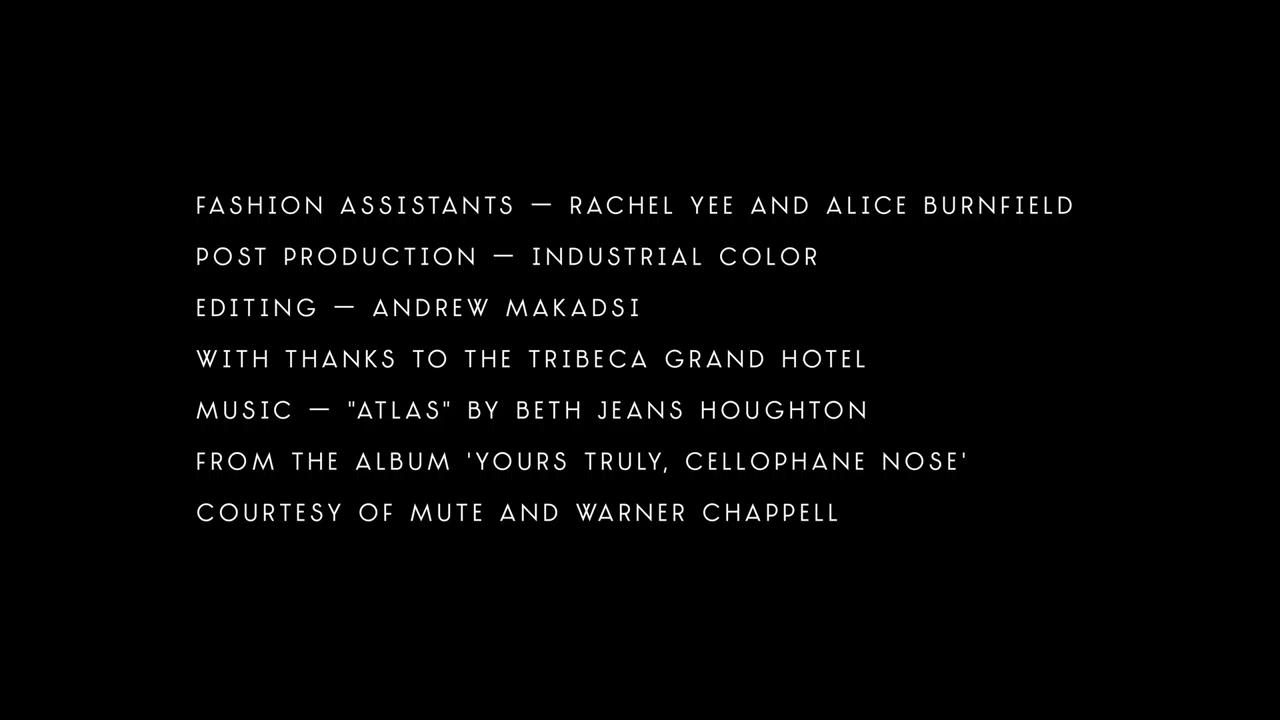 FASHION ASSISTANTS — RACHEL YEE AND ALICE BURNFIELD
POST PRODUCTION — INDUSTRIAL COLOR
EDITING — ANDREW MAKADSI
WITH THANKS TO THE TRIBECA GRAND HOTEL
MUSIC — "ATLAS" BY BETH JEANS HOUGHTON
FROM THE ALBUM 'YOURS TRULY, CELLOPHANE NOSE'
COURTESY OF MUTE AND WARNER CHAPPELL